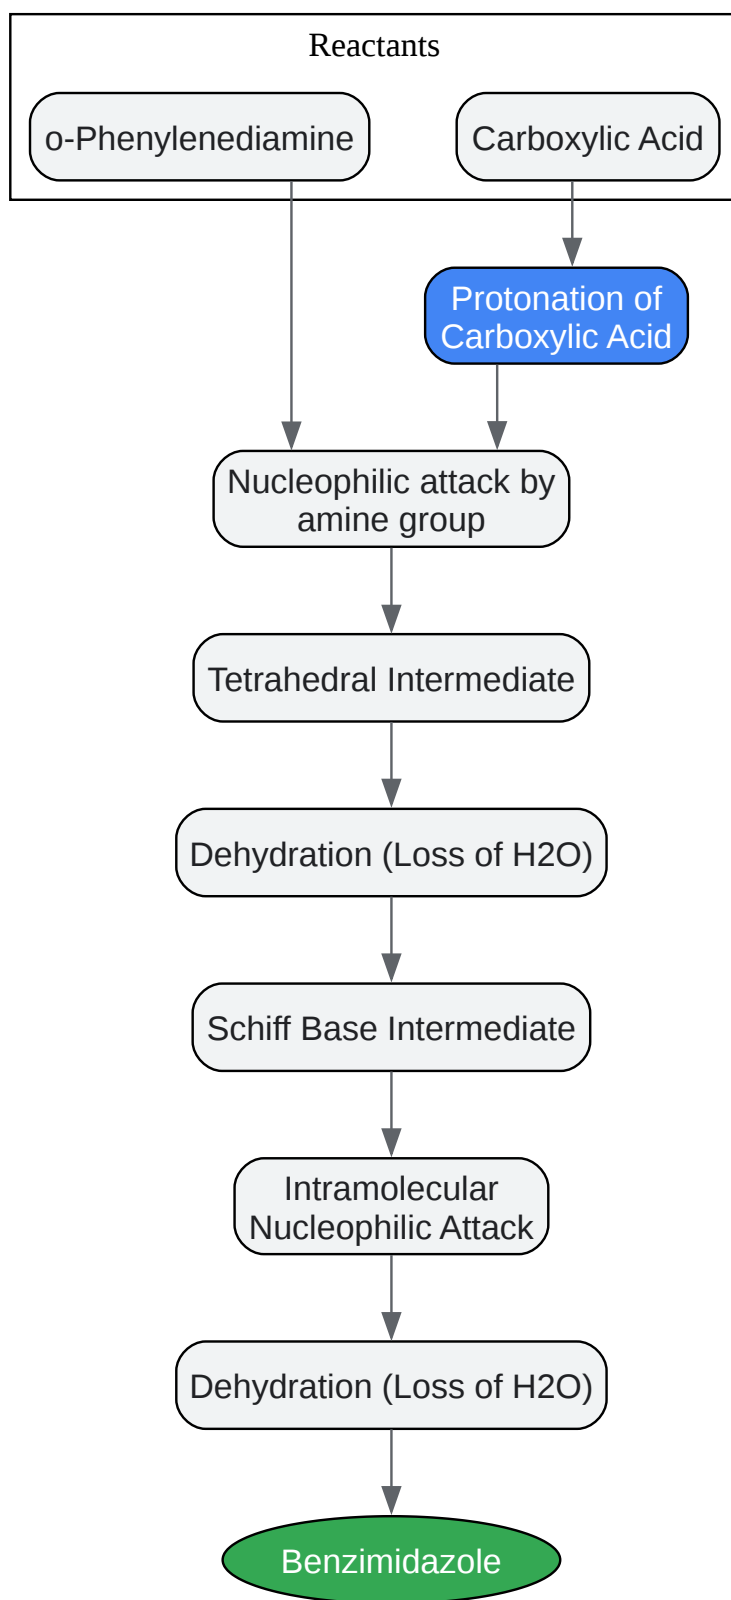 Reactants
o-Phenylenediamine
Carboxylic Acid
Protonation of
Carboxylic Acid
Nucleophilic attack by
amine group
Tetrahedral Intermediate
Dehydration (Loss of H2O)
Schiff Base Intermediate
Intramolecular
Nucleophilic Attack
Dehydration (Loss of H2O)
Benzimidazole